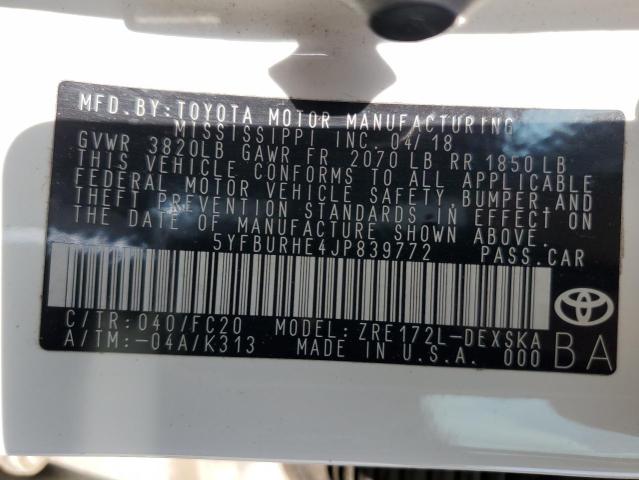 MFD. BY: TOYOTA MOTOR MANUFACTURING
MISSISSIPPI INC. 04/18
GVWR 3820LB GAWR FR 2070 LB RR 1850 LB
THIS VEHICLE CONFORMS TO ALL APPLICABLE
FEDERAL MOTOR VEHICLE SAFETY, BUMPER, AND
THEFT PREVENTION STANDARDS IN EFFECT ON
THE DATE OF MANUFACTURE SHOWN ABOVE.
5YFBURHE4JP839772 PASS. CAR
C/TR: 040/FC20 MODEL: ZRE172L-DEXSKA
A/TM: -04A/K313 MADE IN U.S.A. 000
BA